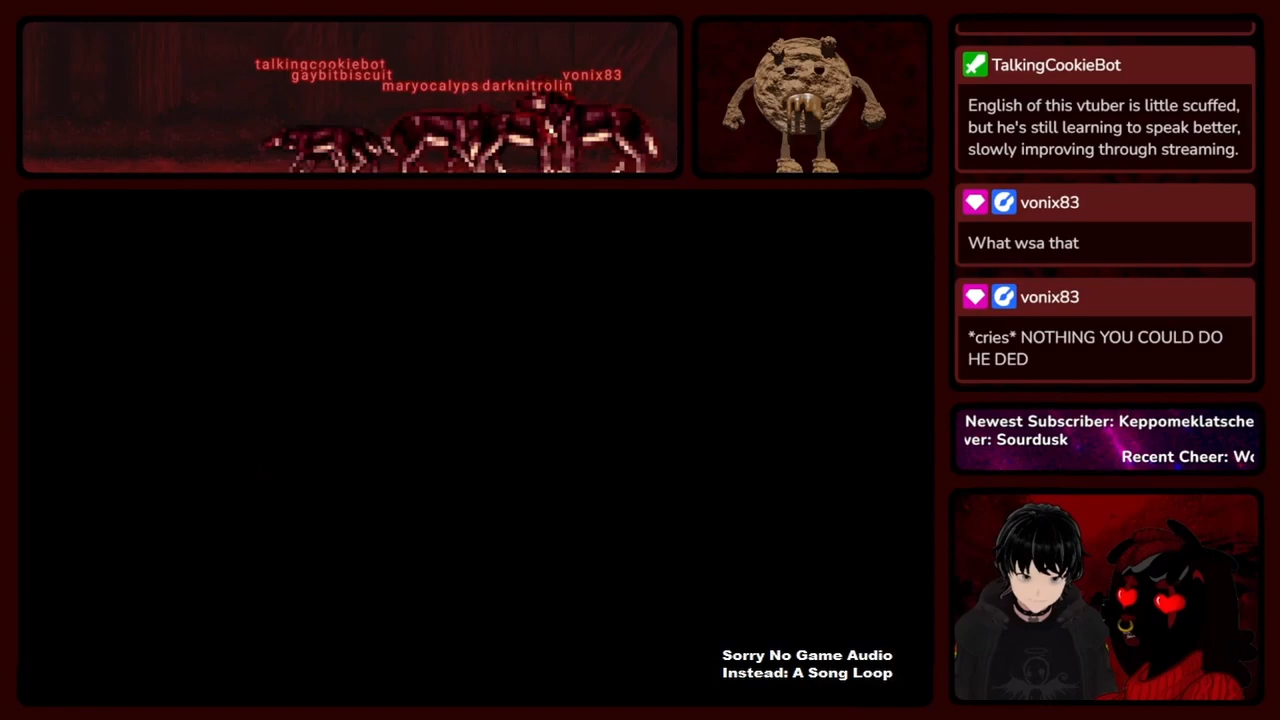 talkingcookiebot
gaybitbiscuit
vonix83
maryocalyps
darknitrolin
TalkingCookieBot
English of this vtuber is little scuffed,
but he's still learning to speak better,
slowly improving through streaming.
vonix83
What wsa that
vonix83
*cries* NOTHING YOU COULD DO
HE DED
Newest Subscriber: Keppomeklatsche
ver: Sourdusk
Recent Cheer: Wo
Sorry No Game Audio
Instead: A Song Loop